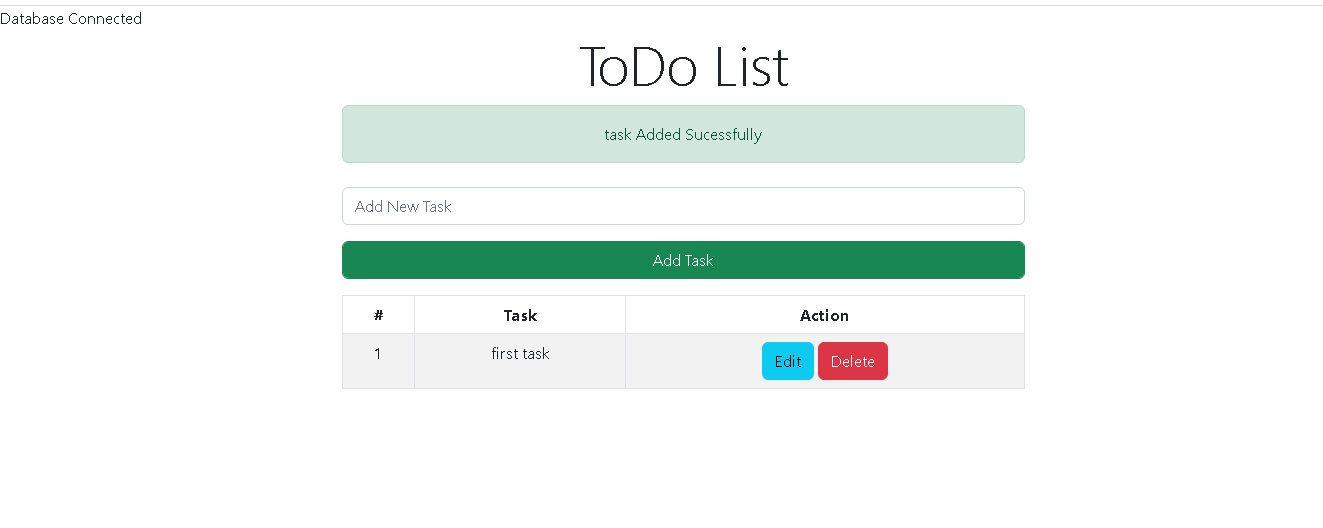 Database Connected
ToDo List
task Added Sucessfully
Add New Task
Add Task
# Task Action
1 first task Edit Delete